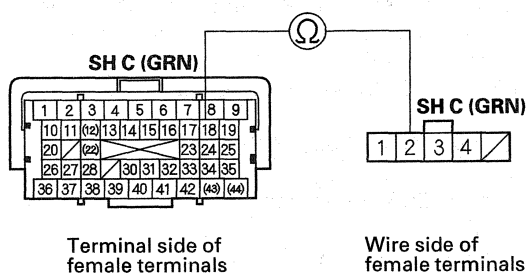 Ω
SH C (GRN)
SH C (GRN)
1 2 3 4 5 6 7 8 9
10 11 (12) 13 14 15 16 17 18 19
20 (22) 23 24 25
26 27 28 30 31 32 33 34 35
36 37 38 39 40 41 42 (43) (44)
1 2 3 4
Terminal side of
female terminals
Wire side of
female terminals